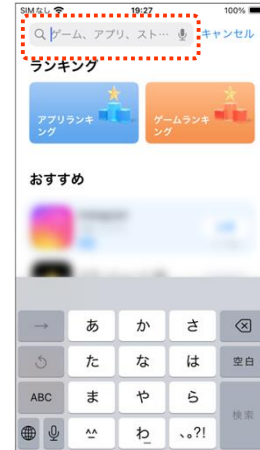 SIMなし 19:27 100%
ゲーム、アプリ、スト… キャンセル
ランキング
アプリランキ
ング
ゲームランキ
ング
おすすめ
→ あ か さ
た な は 空白
ABC ま や ら
検索
^^ わ 、。?!